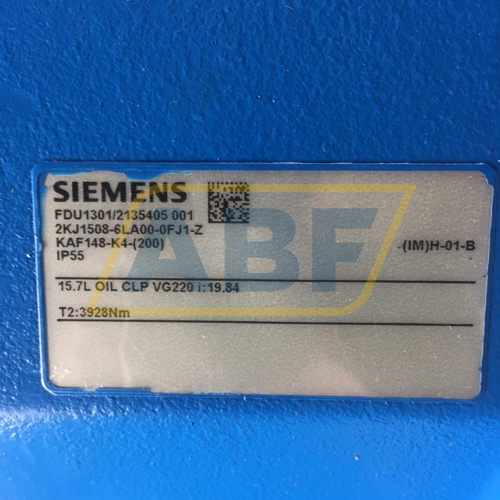 SIEMENS
FDU1301/2135405 001
2KJ1508-6LA00-0FJ1-Z
KAF148-K4-(200)
IP55
(IM)H-01-B
15.7L OIL CLP VG220 i:19.84
T2:3928Nm
ABF